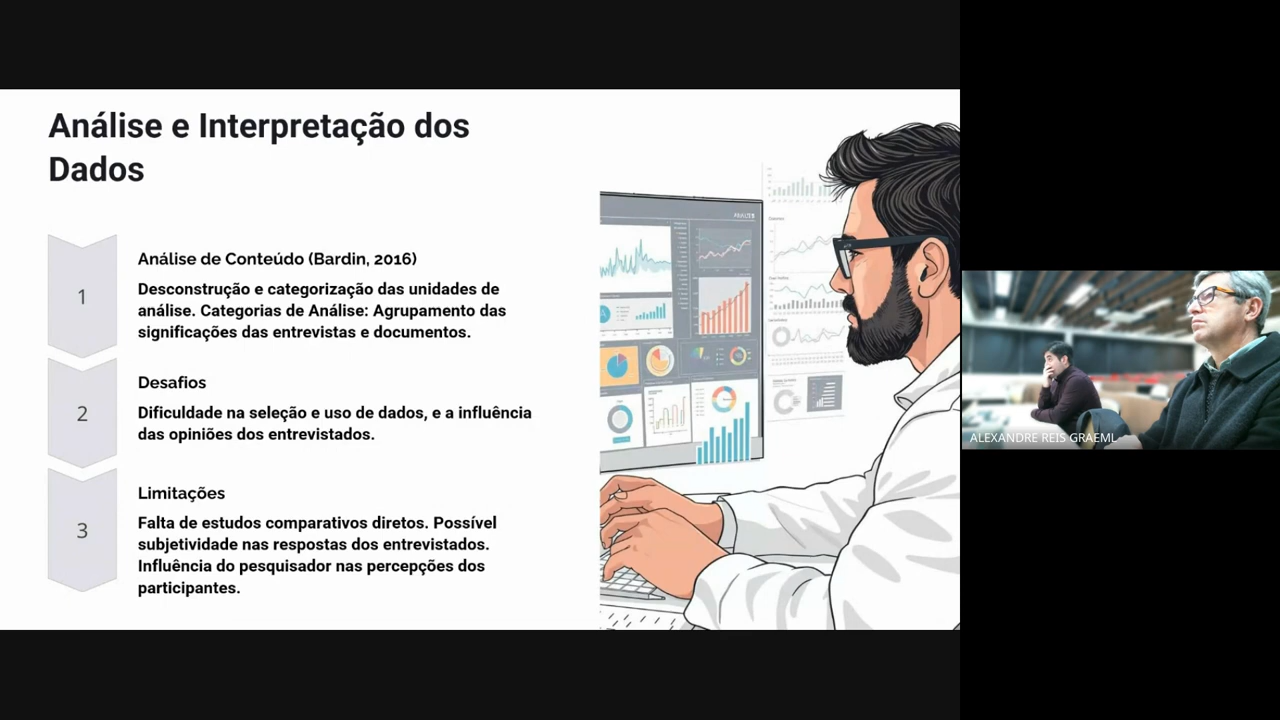 Análise e Interpretação dos
Dados
1
Análise de Conteúdo (Bardin, 2016)
Desconstrução e categorização das unidades de
análise. Categorias de Análise: Agrupamento das
significações das entrevistas e documentos.
2
Desafios
Dificuldade na seleção e uso de dados, e a influência
das opiniões dos entrevistados.
3
Limitações
Falta de estudos comparativos diretos. Possível
subjetividade nas respostas dos entrevistados.
Influência do pesquisador nas percepções dos
participantes.
ALEXANDRE REIS GRAEML